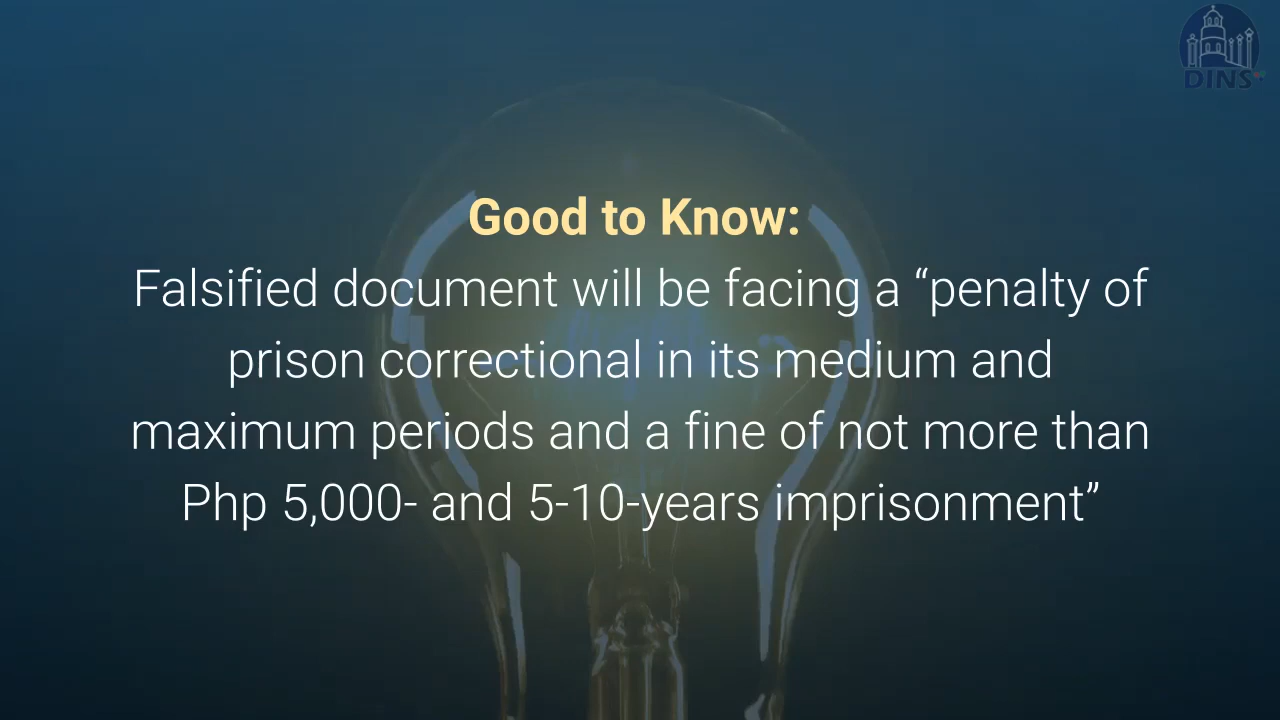 DINS
Good to Know:
Falsified document will be facing a “penalty of
prison correctional in its medium and
maximum periods and a fine of not more than
Php 5,000- and 5-10-years imprisonment”